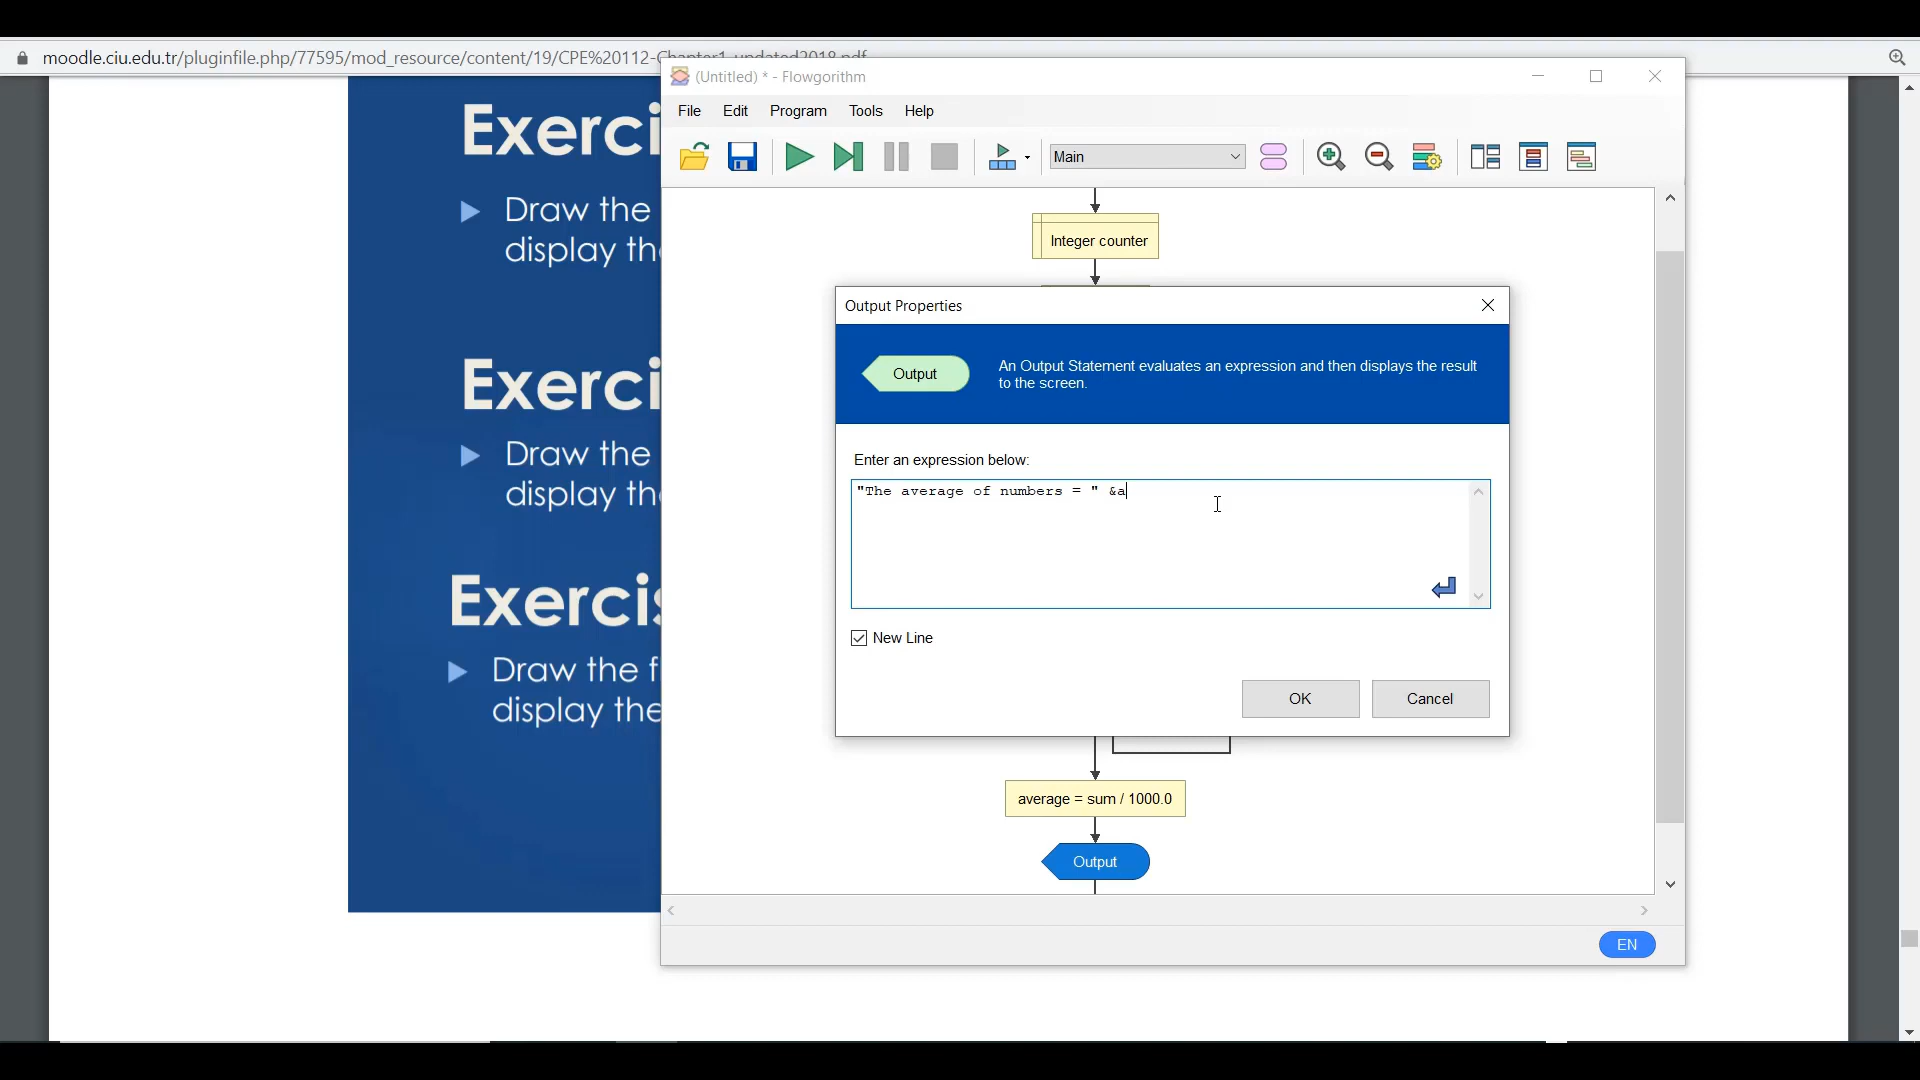 moodle.ciu.edu.tr/pluginfile.php/77595/mod_resource/content/19/CPE%20112-Chapter1_updated2018.pdf
(Untitled) * - Flowgorithm
File Edit Program Tools Help
Main
Exerci
Draw the
display th
Exerci
Draw the
display th
Exercis
Draw the f
display the
Integer counter
Output Properties
Output
An Output Statement evaluates an expression and then displays the result
to the screen.
Enter an expression below:
"The average of numbers = " &a
New Line
OK Cancel
average = sum / 1000.0
Output
EN